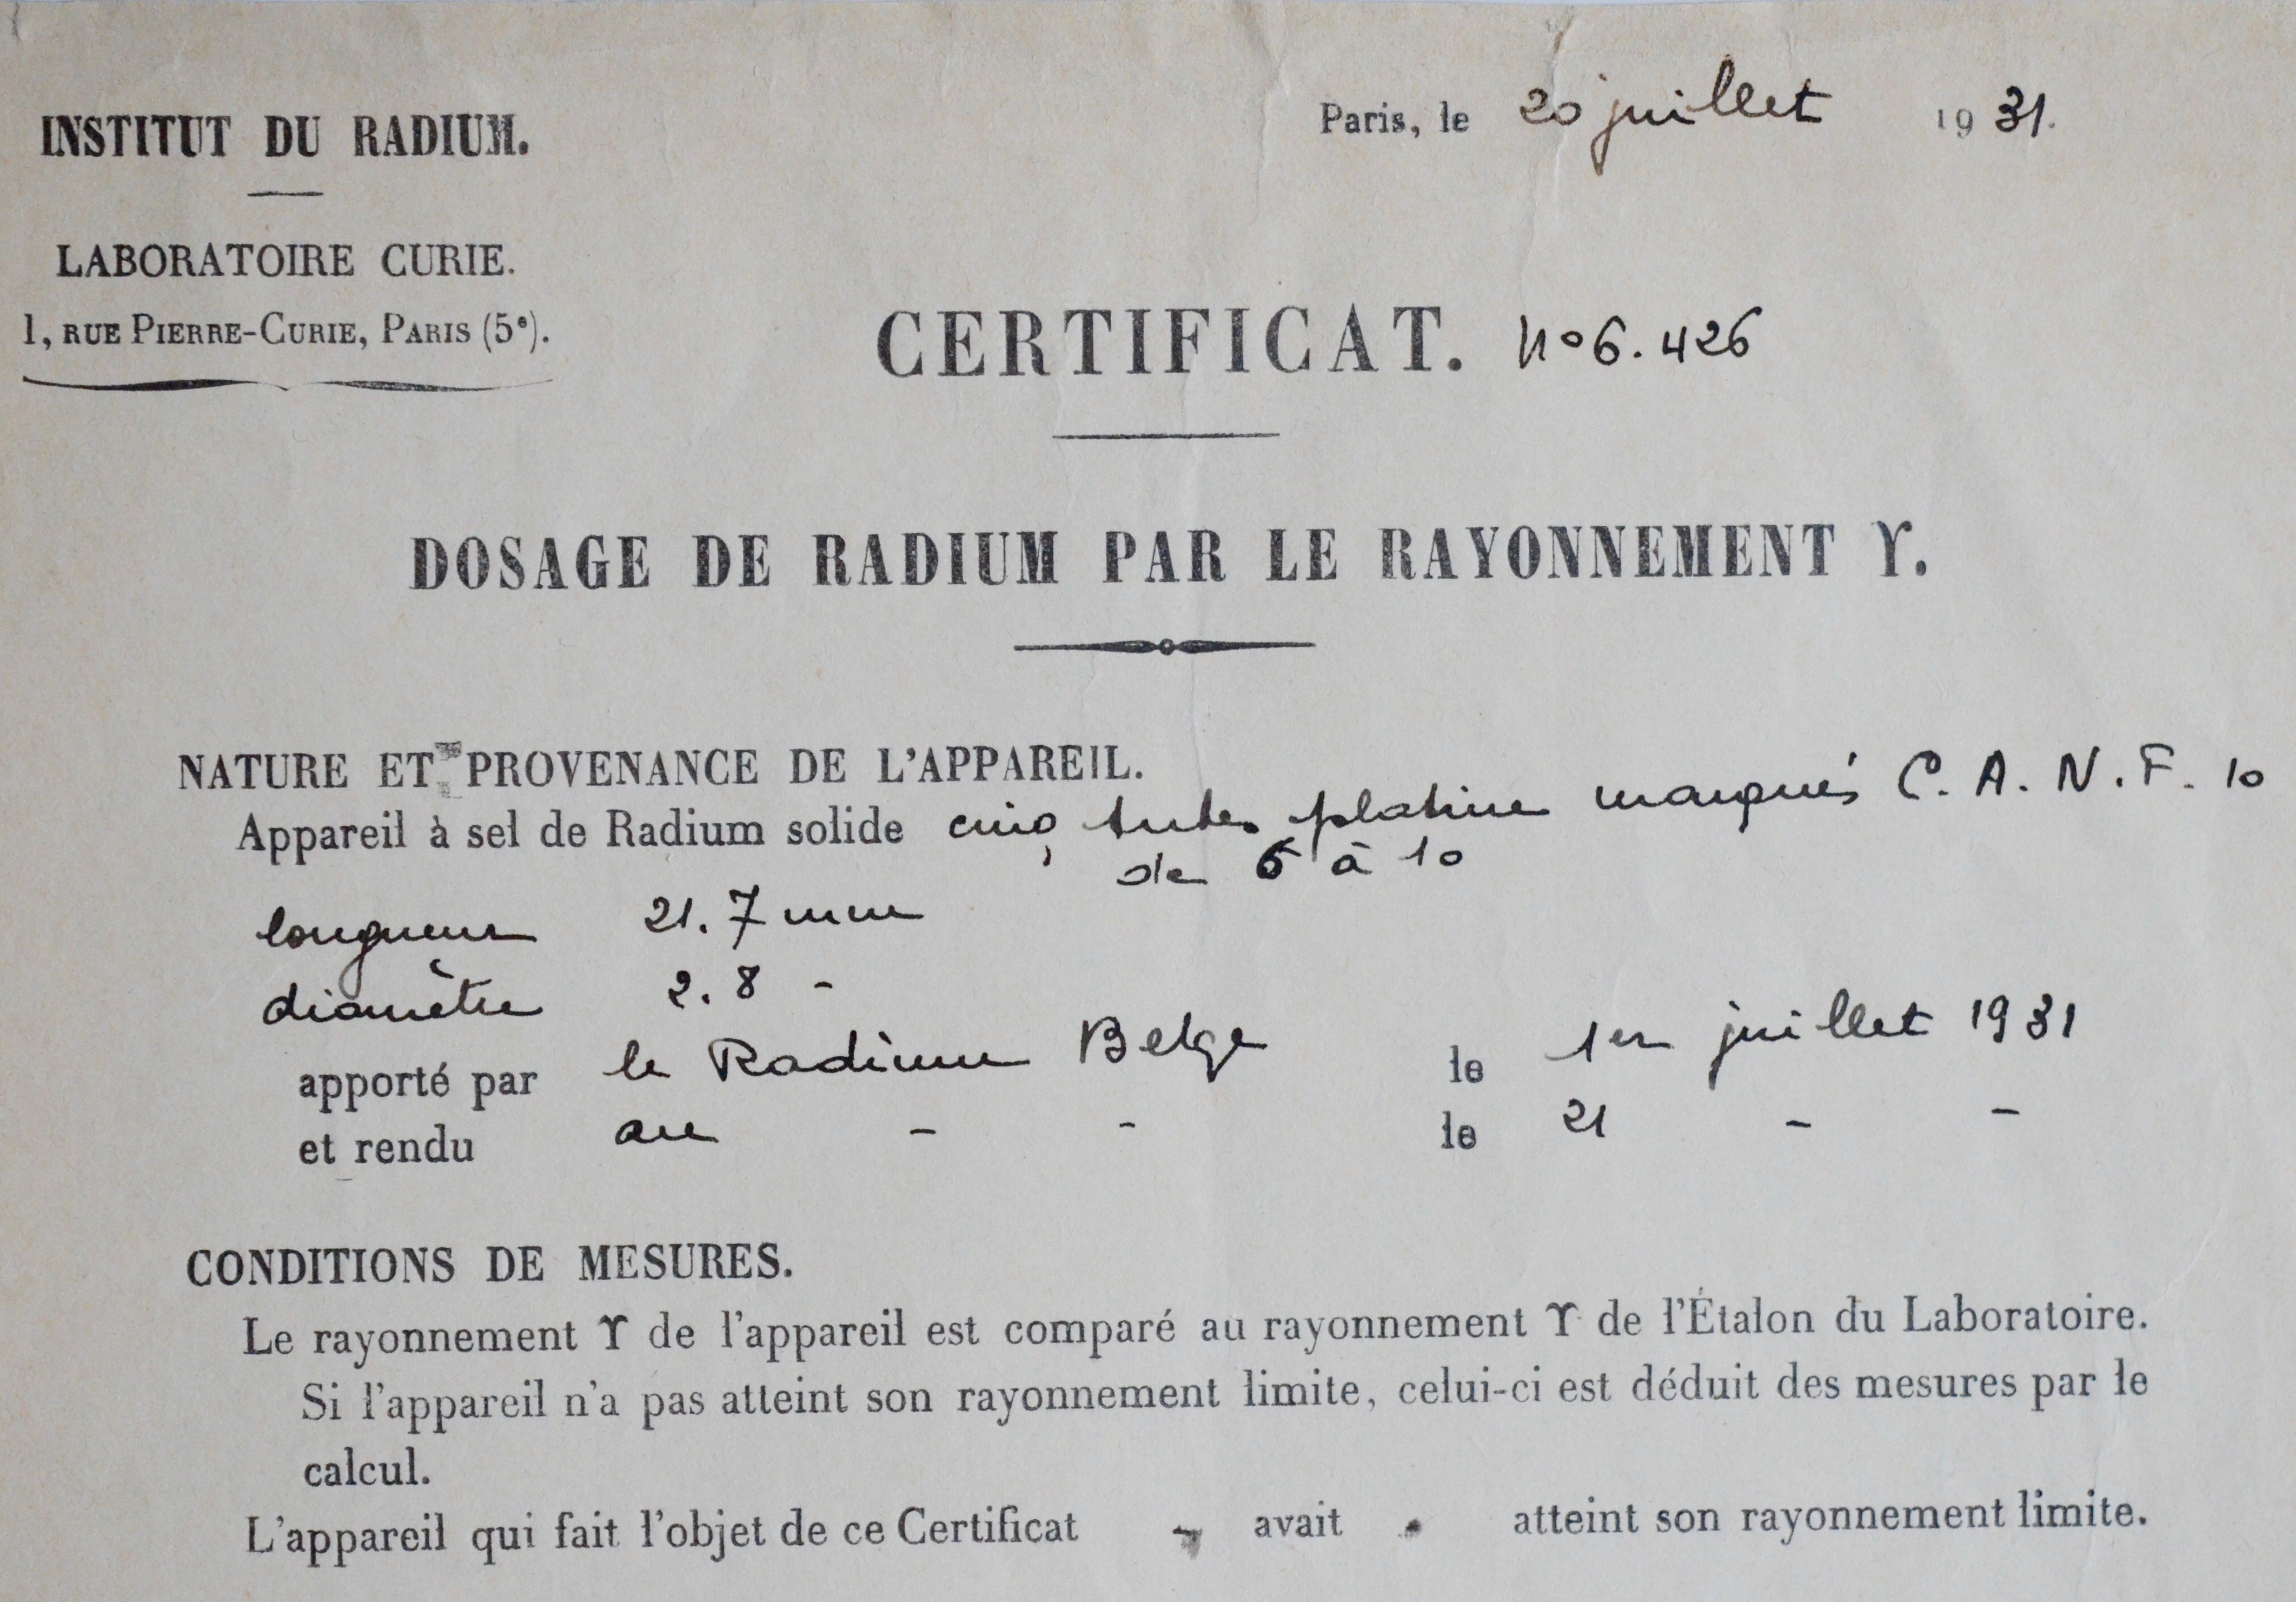 INSTITUT DU RADIUM.
LABORATOIRE CURIE.
1, RUE PIERRE-CURIE, PARIS (5e).
Paris, le 20 juillet 1931.
CERTIFICAT. No 6.426
DOSAGE DE RADIUM PAR LE RAYONNEMENT ϒ.
NATURE ET PROVENANCE DE L'APPAREIL.
Appareil à sel de Radium solide cinq tubes platine marqués C. A. N. F. 10
de 6 à 10
longueur 21.7 mm
diamètre 2.8 -
apporté par le Radium Belge le 1er juillet 1931
et rendu au - - le 21 - -
CONDITIONS DE MESURES.
Le rayonnement ϒ de l'appareil est comparé au rayonnement ϒ de l'Étalon du Laboratoire.
Si l'appareil n'a pas atteint son rayonnement limite, celui-ci est déduit des mesures par le
calcul.
L'appareil qui fait l'objet de ce Certificat - avait - atteint son rayonnement limite.